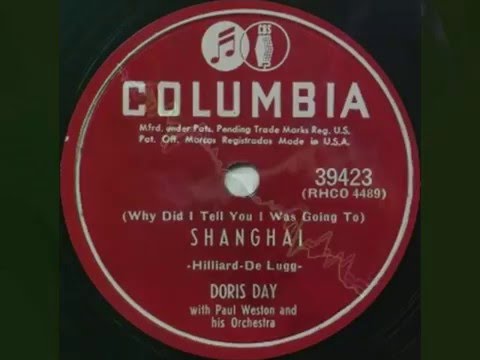 CBS
COLUMBIA
Mfrd. under Pats. Pending Trade Marks Reg. U.S.
Pat. Off. Marcas Registradas Made in U.S.A.
39423
(RHCO 4489)
(Why Did I Tell You I Was Going To)
SHANGHAI
-Hilliard-De Lugg-
DORIS DAY
with Paul Weston and
his Orchestra